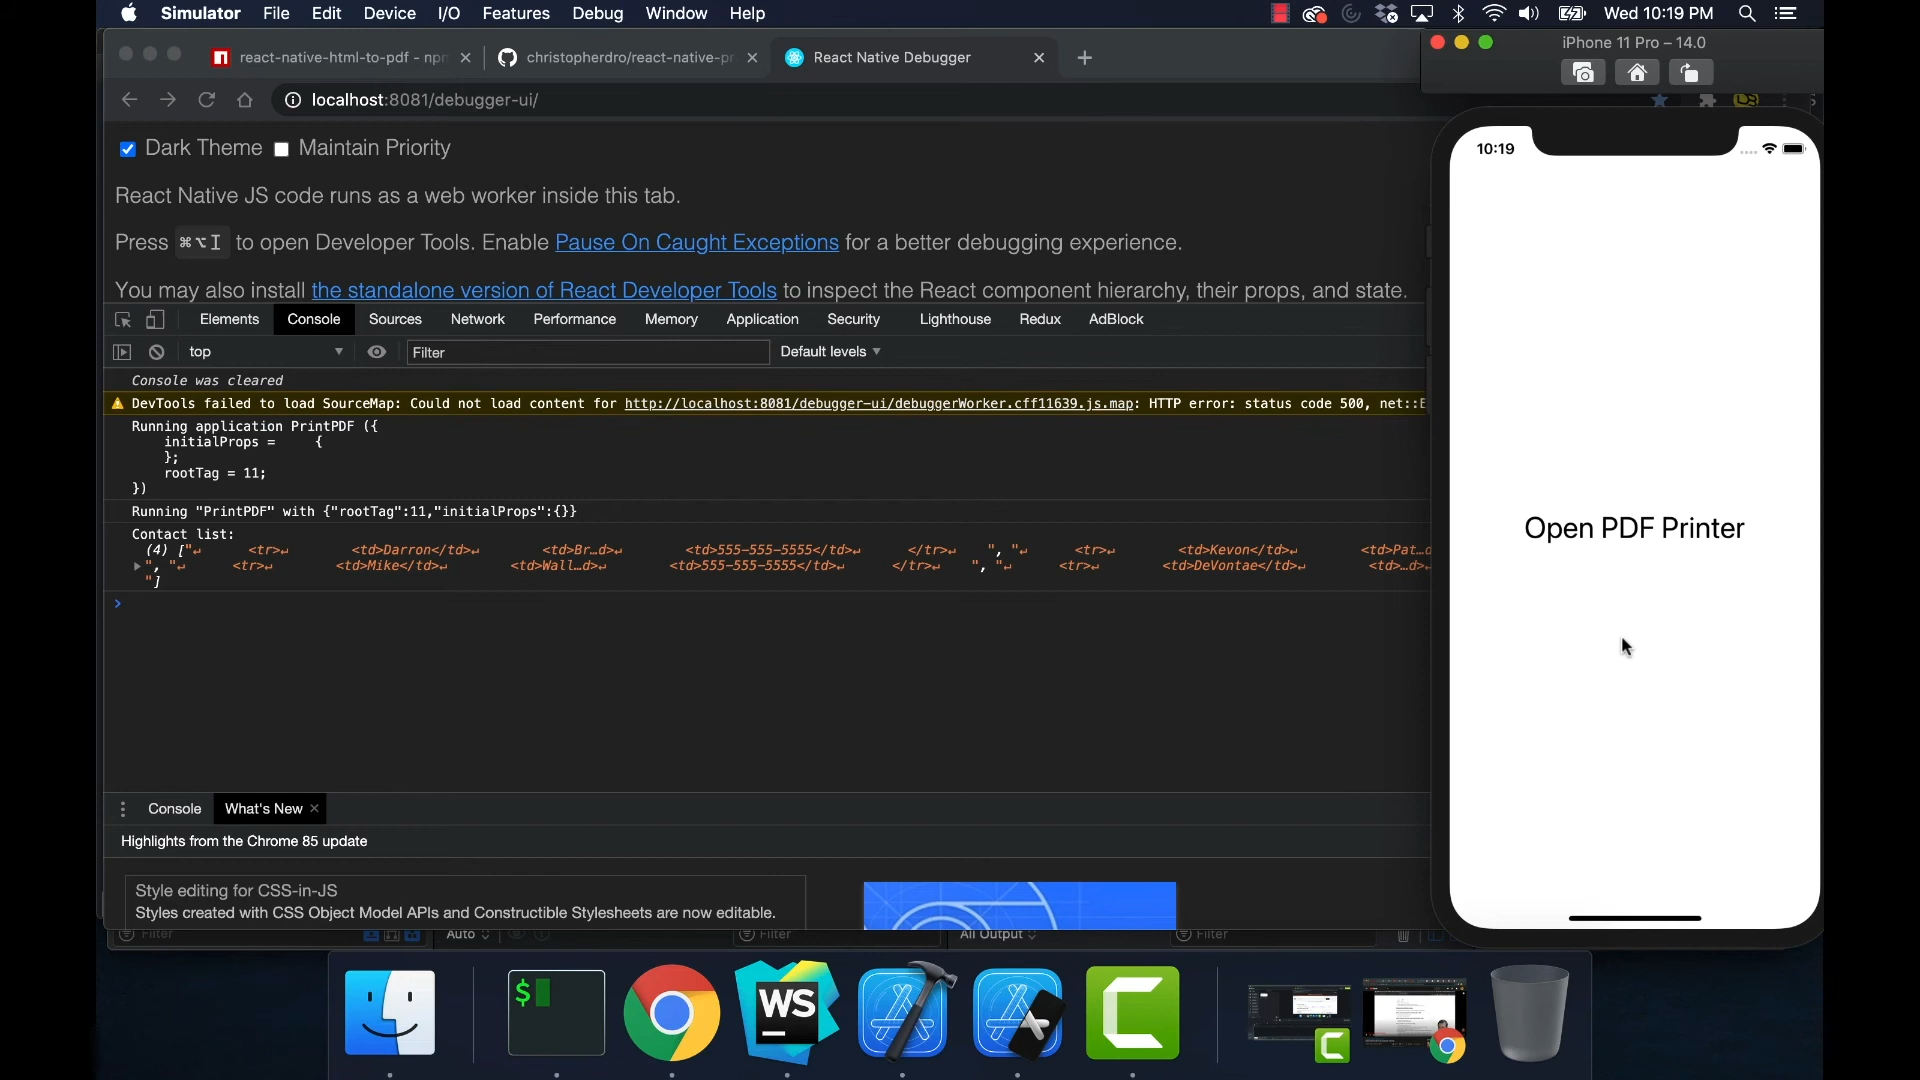 Simulator File Edit Device I/O Features Debug Window Help Wed 10:19 PM
react-native-html-to-pdf - npm christopherdro/react-native-pr React Native Debugger
iPhone 11 Pro – 14.0
localhost:8081/debugger-ui/
Dark Theme Maintain Priority
10:19
React Native JS code runs as a web worker inside this tab.
Press ⌘⌥I to open Developer Tools. Enable Pause On Caught Exceptions for a better debugging experience.
You may also install the standalone version of React Developer Tools to inspect the React component hierarchy, their props, and state.
Elements Console Sources Network Performance Memory Application Security Lighthouse Redux AdBlock
top Filter Default levels
Console was cleared
DevTools failed to load SourceMap: Could not load content for http://localhost:8081/debugger-ui/debuggerWorker.cff11639.js.map: HTTP error: status code 500, net::E
Running application PrintPDF ({
initialProps = {
};
rootTag = 11;
})
Running "PrintPDF" with {"rootTag":11,"initialProps":{}}
Contact list:
(4) ["↵ <tr>↵ <td>Darron</td>↵ <td>Br…d>↵ <td>555-555-5555</td>↵ </tr>↵ ", "↵ <tr>↵ <td>Kevon</td>↵ <td>Pat…d
", "↵ <tr>↵ <td>Mike</td>↵ <td>Wall…d>↵ <td>555-555-5555</td>↵ </tr>↵ ", "↵ <tr>↵ <td>DeVontae</td>↵ <td>…d>↵
"]
Open PDF Printer
Console What's New
Highlights from the Chrome 85 update
Style editing for CSS-in-JS
Styles created with CSS Object Model APIs and Constructible Stylesheets are now editable.
Filter Auto Filter All Output Filter
$ WS